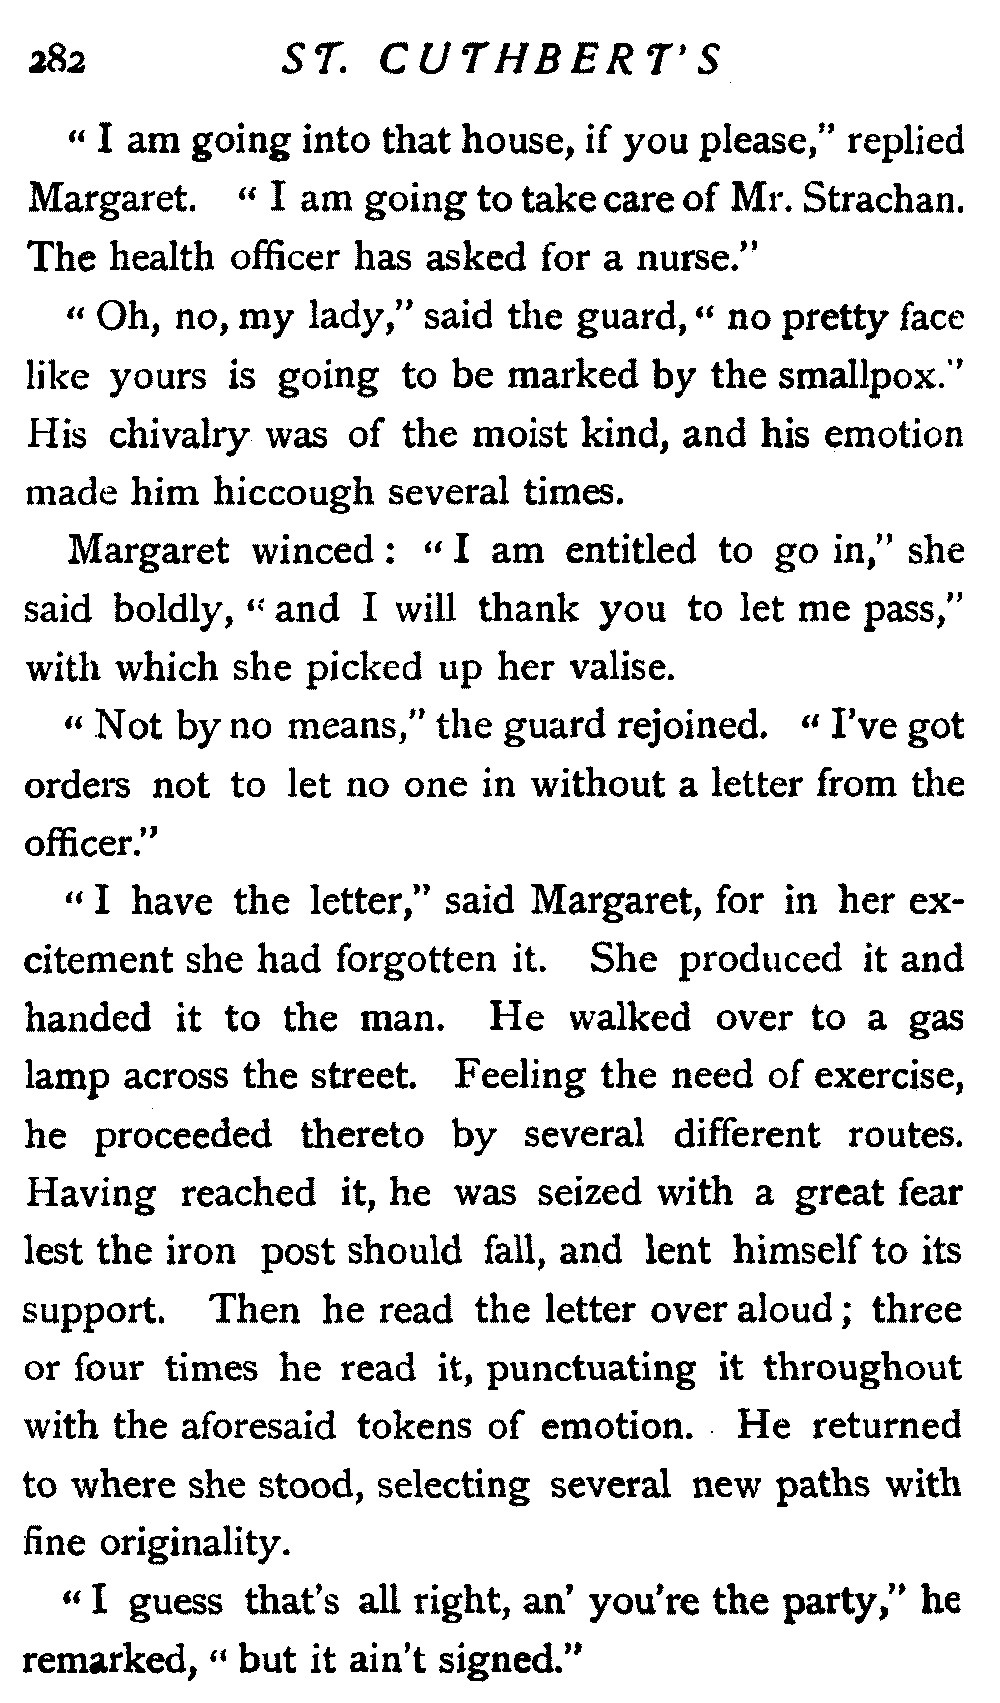 282 ST. CUTHBERT'S
" I am going into that house, if you please," replied
Margaret. " I am going to take care of Mr. Strachan.
The health officer has asked for a nurse."
" Oh, no, my lady," said the guard, " no pretty face
like yours is going to be marked by the smallpox."
His chivalry was of the moist kind, and his emotion
made him hiccough several times.
Margaret winced : " I am entitled to go in," she
said boldly, " and I will thank you to let me pass,"
with which she picked up her valise.
" Not by no means," the guard rejoined. " I've got
orders not to let no one in without a letter from the
officer."
" I have the letter," said Margaret, for in her ex-
citement she had forgotten it. She produced it and
handed it to the man. He walked over to a gas
lamp across the street. Feeling the need of exercise,
he proceeded thereto by several different routes.
Having reached it, he was seized with a great fear
lest the iron post should fall, and lent himself to its
support. Then he read the letter over aloud ; three
or four times he read it, punctuating it throughout
with the aforesaid tokens of emotion. He returned
to where she stood, selecting several new paths with
fine originality.
" I guess that's all right, an' you're the party," he
remarked, " but it ain't signed."